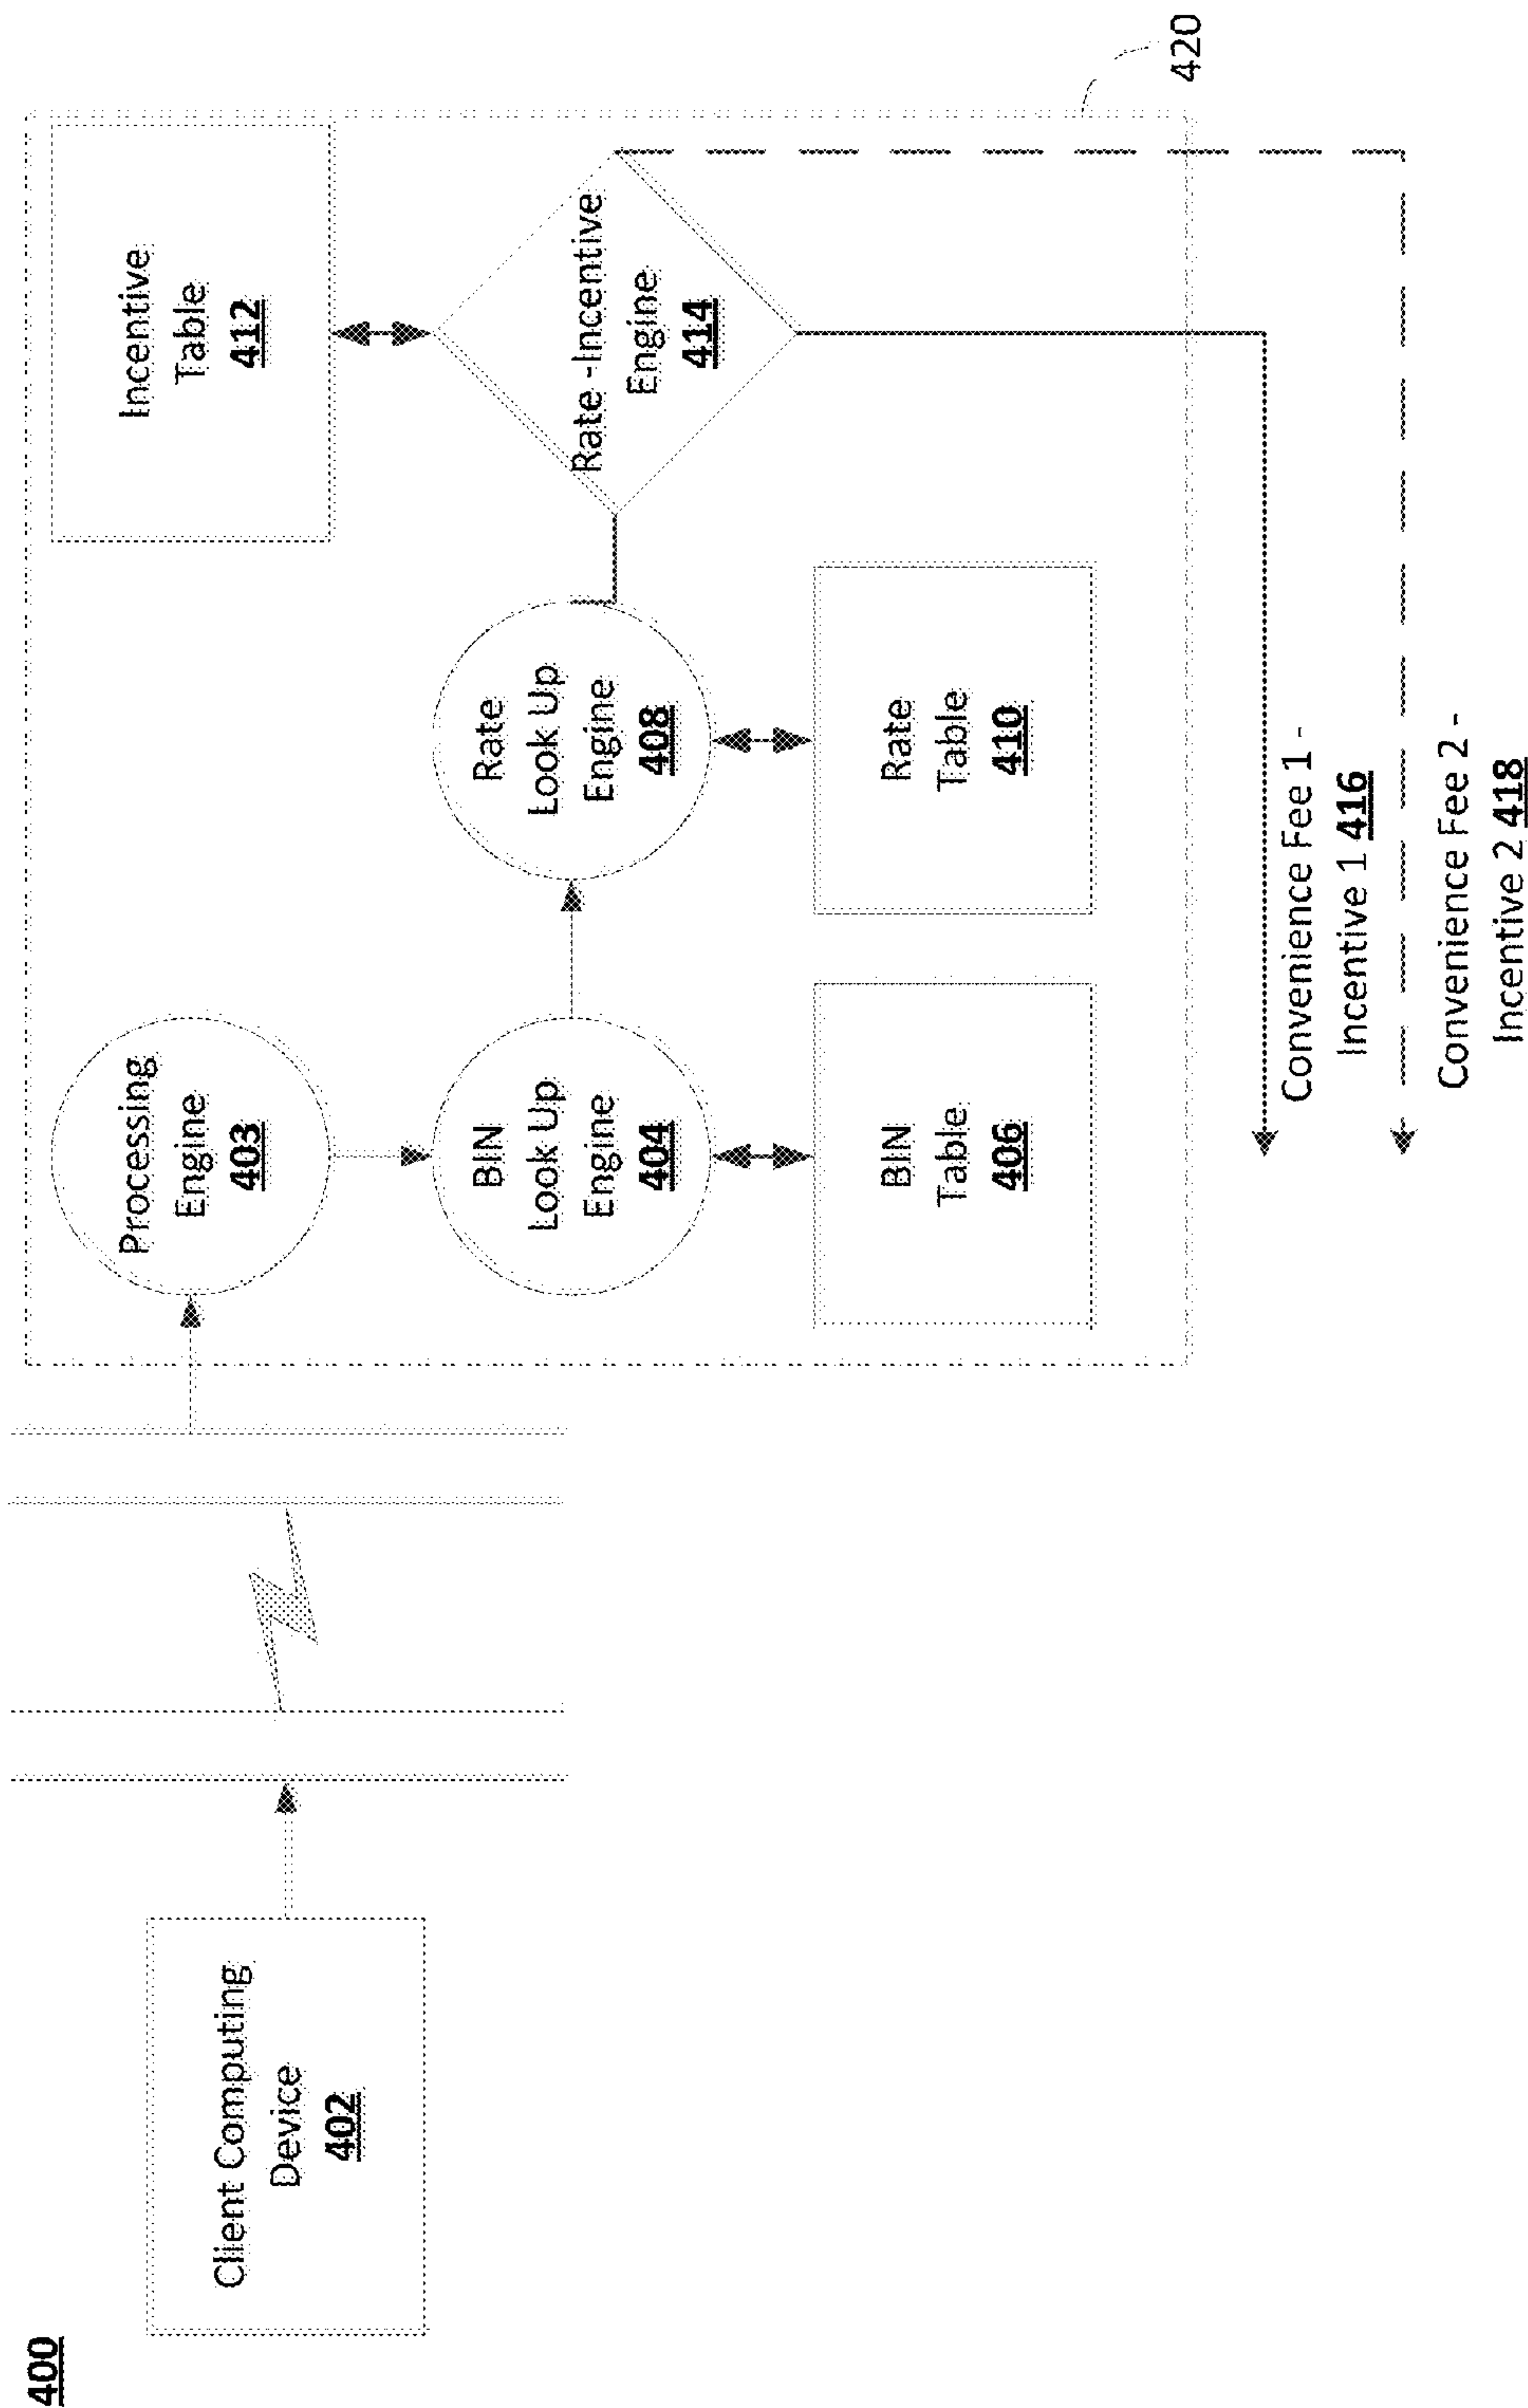 400
Client Computing
Device
402
Processing
Engine
403
BIN
Look Up
Engine
404
BIN
Table
406
Rate
Look Up
Engine
408
Rate
Table
410
Incentive
Table
412
Rate -Incentive
Engine
414
420
Convenience Fee 1 -
Incentive 1 416
Convenience Fee 2 -
Incentive 2 418